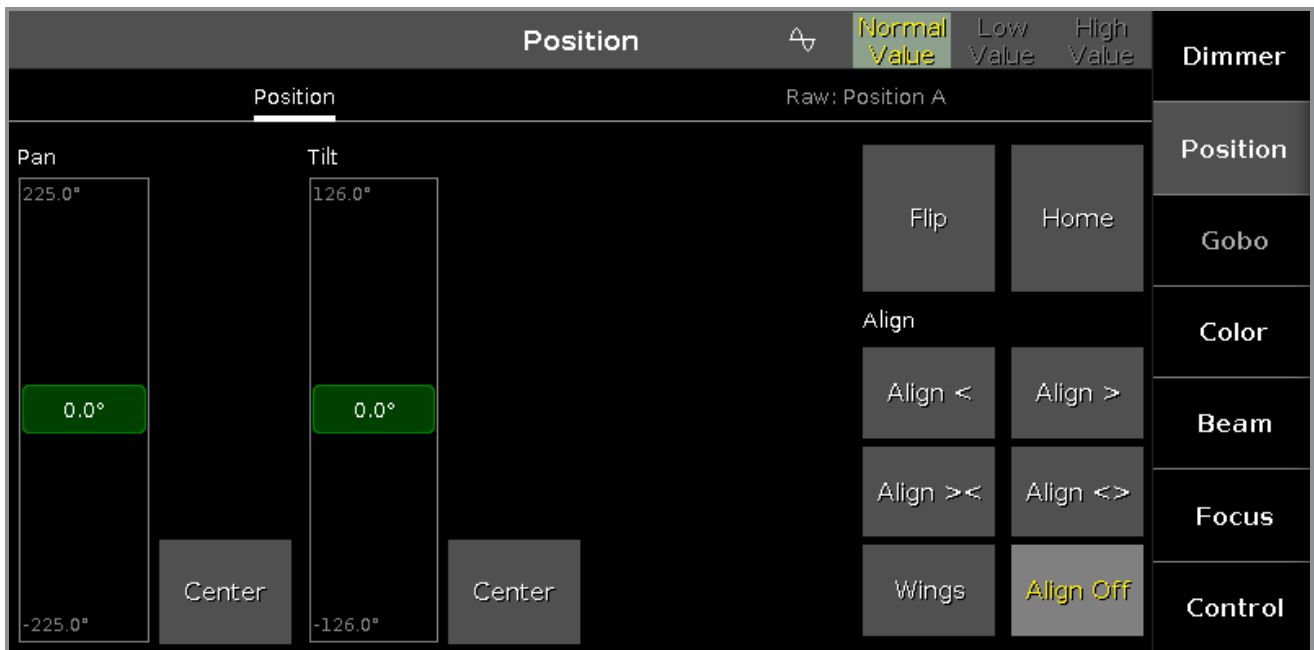 Position
Normal Value
Low Value
High Value
Position
Raw: Position A
Pan
225.0°
0.0°
-225.0°
Center
Tilt
126.0°
0.0°
-126.0°
Center
Flip
Home
Align
Align <
Align >
Align ><
Align <>
Wings
Align Off
Dimmer
Position
Gobo
Color
Beam
Focus
Control